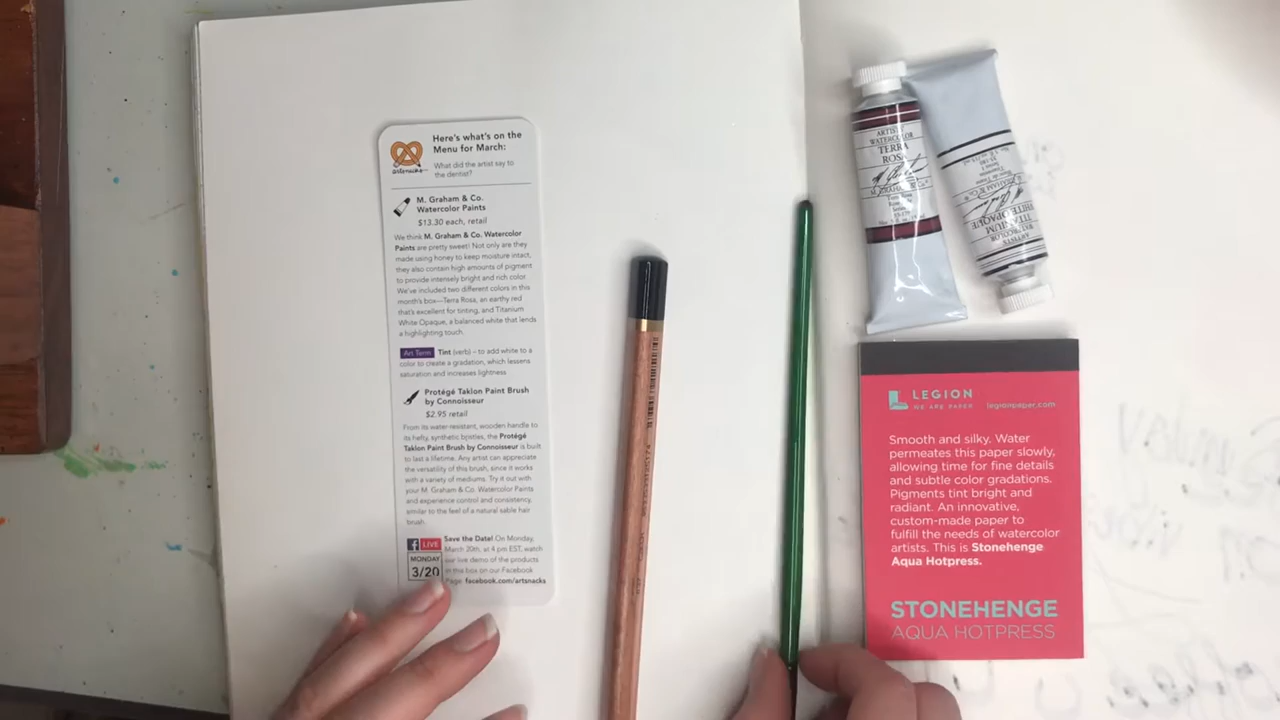 Here's what's on the
Menu for March:
What did the artist say to
the dentist?
artsnacks
M. Graham & Co.
Watercolor Paints
$13.30 each, retail
We think M. Graham & Co. Watercolor
Paints are pretty sweet! Not only are they
made using honey to keep moisture intact,
they also contain high amounts of pigment
to provide intensely bright and rich color.
We've included two different colors in this
month's box—Terra Rosa, an earthy red
that's excellent for tinting, and Titanium
White Opaque, a balanced white that lends
a highlighting touch.
Art Term Tint (verb) – to add white to a
color to create a gradation, which lessens
saturation and increases lightness.
Protégé Taklon Paint Brush
by Connoisseur
$2.95 retail
From its water-resistant, wooden handle to
its hefty, synthetic bristles, the Protégé
Taklon Paint Brush by Connoisseur is built
to last a lifetime. Any artist can appreciate
the versatility of this brush, since it works
with a variety of mediums. Try it out with
your M. Graham & Co. Watercolor Paints
and experience control and consistency,
similar to the feel of a natural sable hair
brush.
f LIVE
MONDAY
3/20
Save the Date! On Monday,
March 20th, at 4 pm EST, watch
our live demo of the products
in this box on our Facebook
Page: facebook.com/artsnacks
ARTISTS'
WATERCOLOR
TERRA
ROSA
M. GRAHAM & Co.
Terra Rosa
ARTISTS'
WATERCOLOR
TITANIUM
WHITE OPAQUE
M. GRAHAM & Co.
LEGION
WE ARE PAPER
legionpaper.com
Smooth and silky. Water
permeates this paper slowly,
allowing time for fine details
and subtle color gradations.
Pigments tint bright and
radiant. An innovative,
custom-made paper to
fulfill the needs of watercolor
artists. This is Stonehenge
Aqua Hotpress.
STONEHENGE
AQUA HOTPRESS